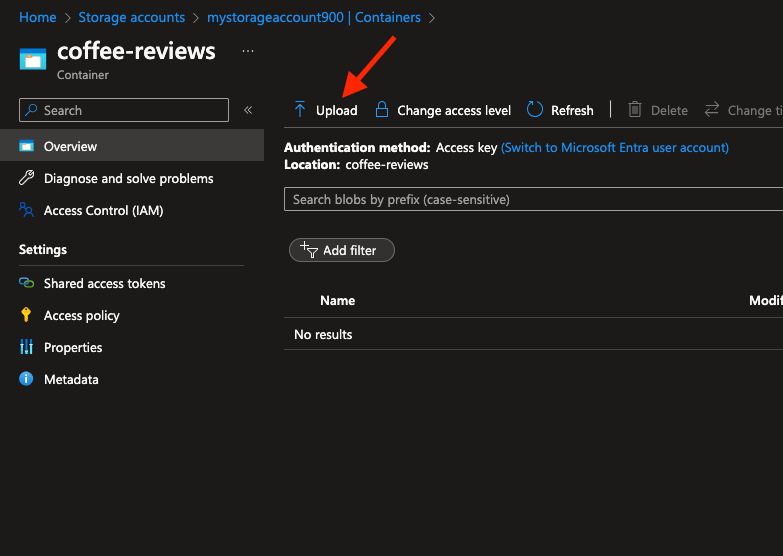 Home > Storage accounts > mystorageaccount900 | Containers >
coffee-reviews ...
Container
Search «
Overview
Diagnose and solve problems
Access Control (IAM)
Settings
Shared access tokens
Access policy
Properties
Metadata
Upload Change access level Refresh | Delete Change ti
Authentication method: Access key (Switch to Microsoft Entra user account)
Location: coffee-reviews
Search blobs by prefix (case-sensitive)
Add filter
Name Modif
No results